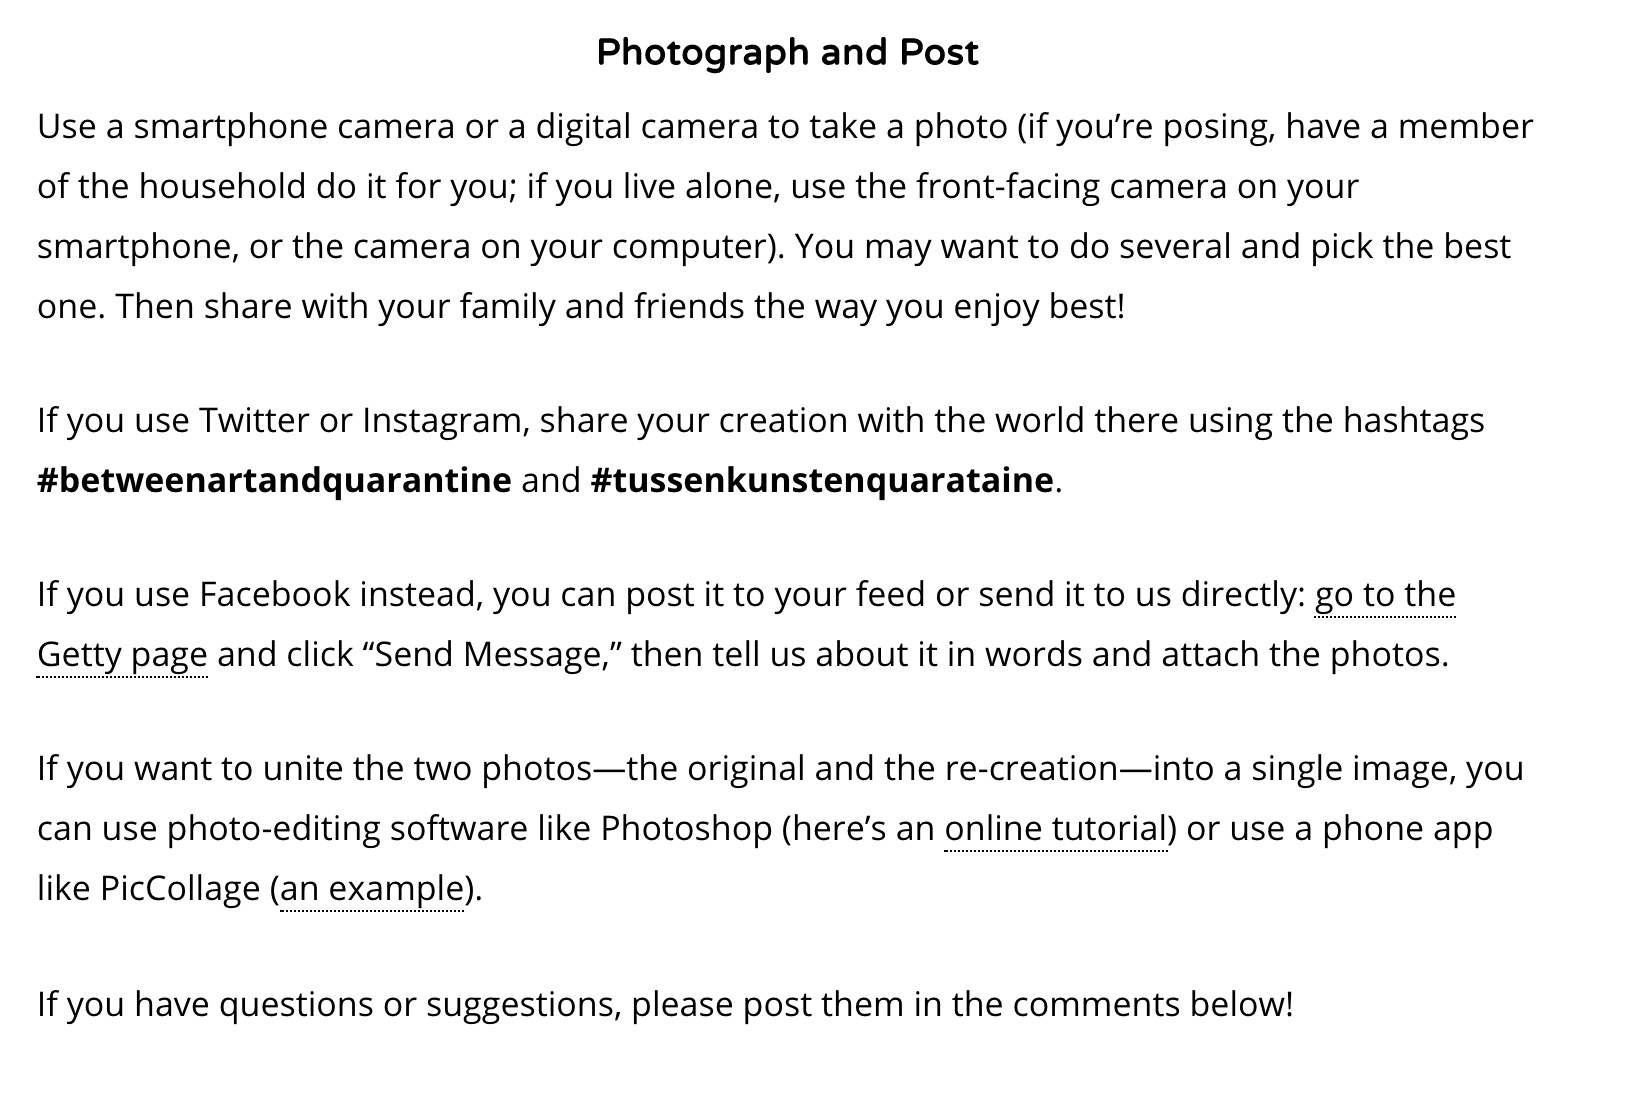 Photograph and Post
Use a smartphone camera or a digital camera to take a photo (if you’re posing, have a member
of the household do it for you; if you live alone, use the front-facing camera on your
smartphone, or the camera on your computer). You may want to do several and pick the best
one. Then share with your family and friends the way you enjoy best!
If you use Twitter or Instagram, share your creation with the world there using the hashtags
#betweenartandquarantine and #tussenkunstenquarataine.
If you use Facebook instead, you can post it to your feed or send it to us directly: go to the
Getty page and click “Send Message,” then tell us about it in words and attach the photos.
If you want to unite the two photos—the original and the re-creation—into a single image, you
can use photo-editing software like Photoshop (here’s an online tutorial) or use a phone app
like PicCollage (an example).
If you have questions or suggestions, please post them in the comments below!